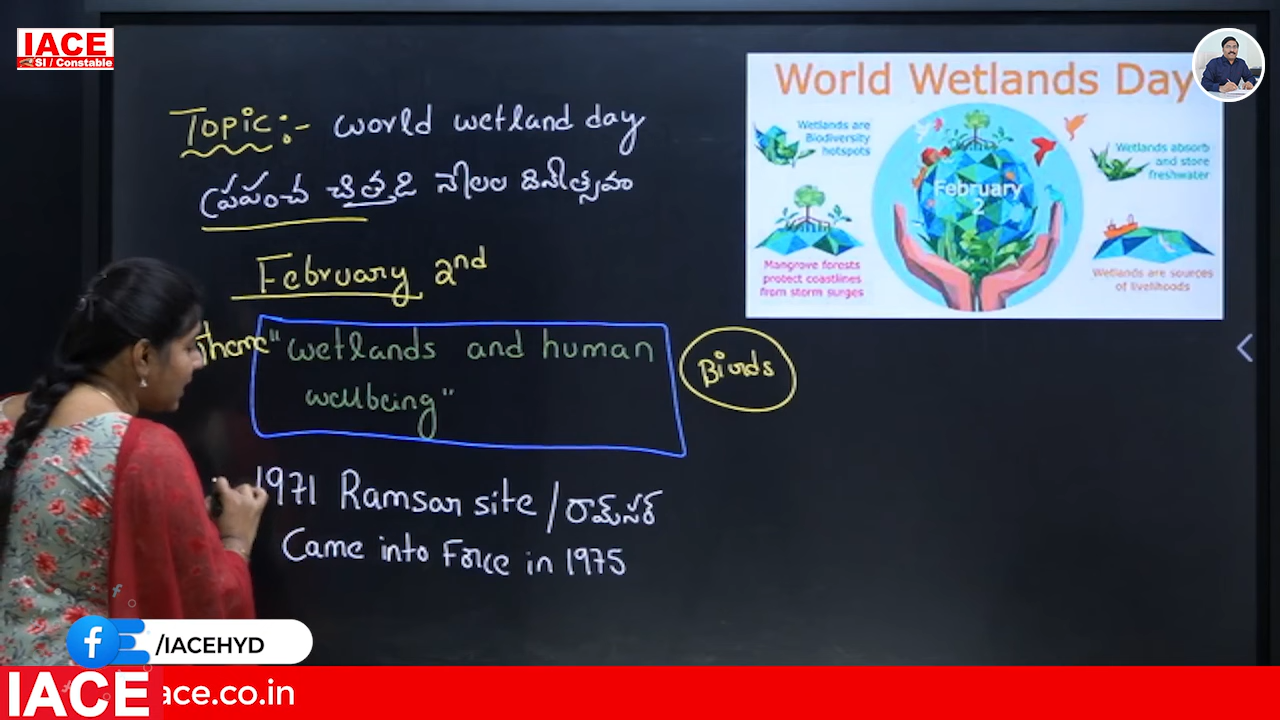 IACE
SI / Constable
Topic:- world wetland day
ప్రపంచ చిత్తడి నేలల దినోత్సవం
February 2nd
Theme "wetlands and human
wellbeing"
Birds
1971 Ramsar site / రామ్‌సర్
Came into Force in 1975
World Wetlands Day
Wetlands are
Biodiversity
hotspots
Wetlands absorb
and store
freshwater
February
2
Mangrove forests
protect coastlines
from storm surges
Wetlands are sources
of livelihoods
/IACEHYD
IACE
ace.co.in